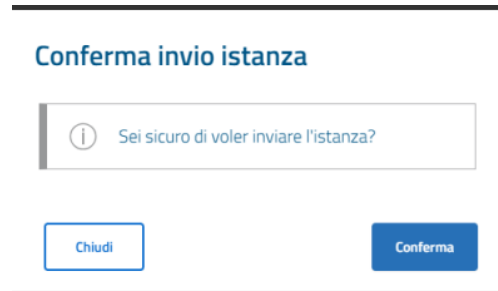 Conferma invio istanza
Sei sicuro di voler inviare l'istanza?
Chiudi
Conferma